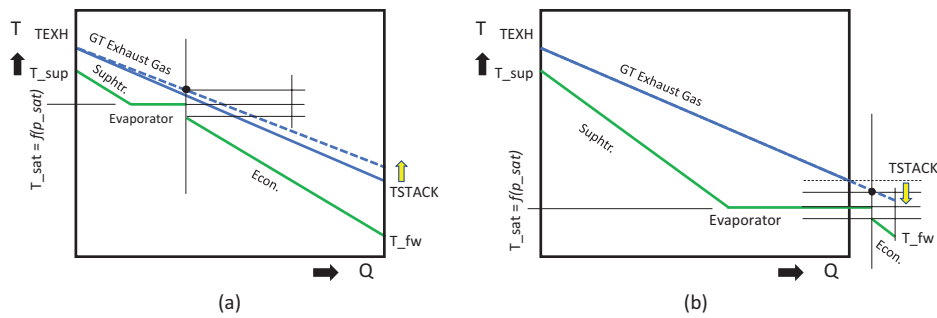 T
TEXH
T_sup
T_sat = f(p_sat)
GT Exhaust Gas
Suphtr.
Evaporator
Econ.
TSTACK
T_fw
Q
(a)
T
TEXH
T_sup
T_sat = f(p_sat)
GT Exhaust Gas
Suphtr.
Evaporator
TSTACK
T_fw
Econ.
Q
(b)